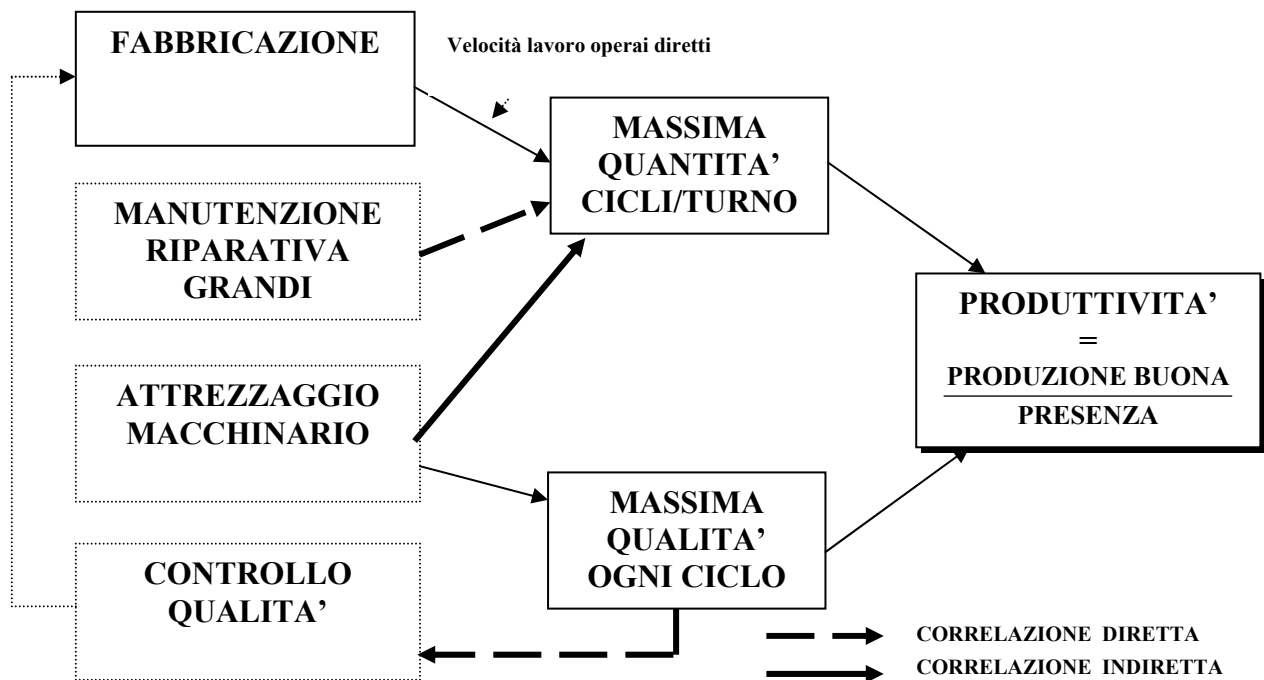 FABBRICAZIONE
Velocità lavoro operai diretti
MASSIMA
QUANTITA’
CICLI/TURNO
MANUTENZIONE
RIPARATIVA
GRANDI
PRODUTTIVITA’
=
PRODUZIONE BUONA
PRESENZA
ATTREZZAGGIO
MACCHINARIO
MASSIMA
QUALITA’
OGNI CICLO
CONTROLLO
QUALITA’
CORRELAZIONE DIRETTA
CORRELAZIONE INDIRETTA